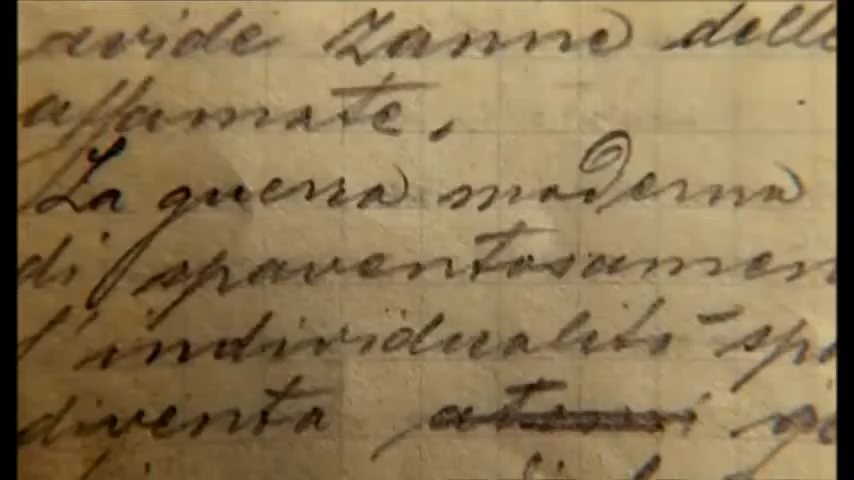 avide zanne delle
affamate.
La guerra moderna
di spaventosamen
l'individualità spa
diventa